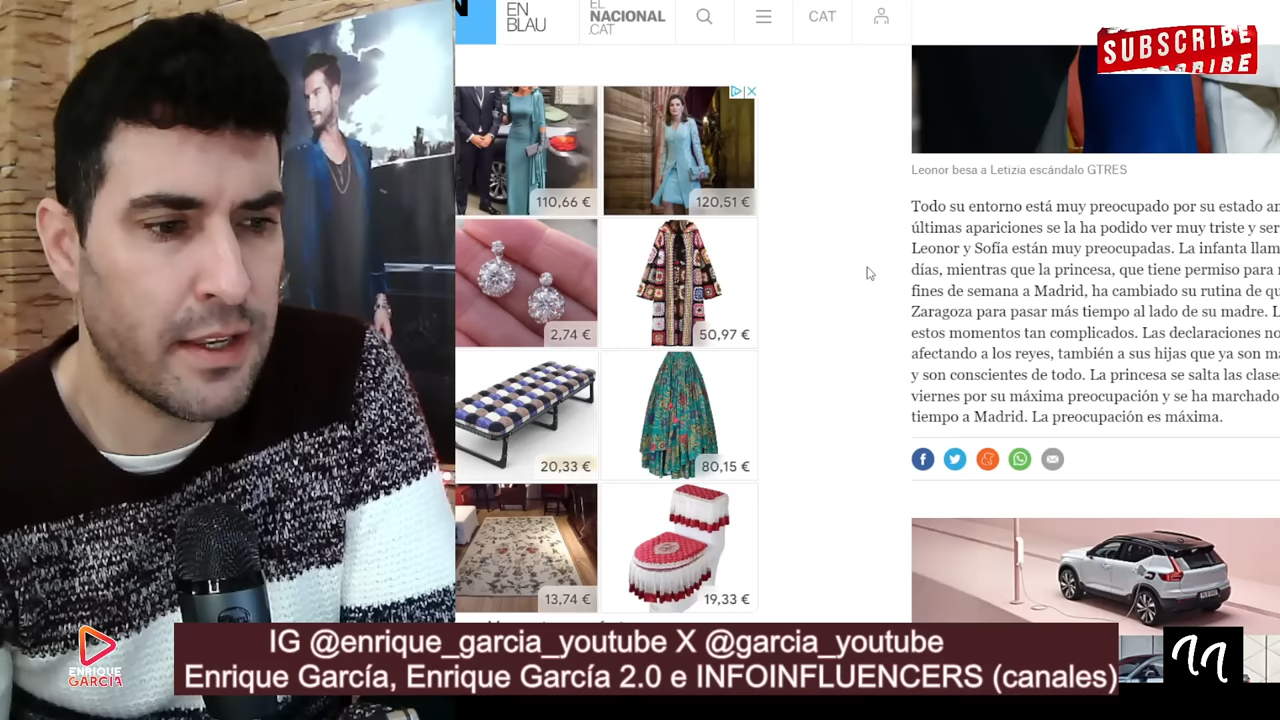 EN
BLAU
EL
NACIONAL
.CAT
CAT
SUBSCRIBE
110,66 €
120,51 €
2,74 €
50,97 €
20,33 €
80,15 €
13,74 €
19,33 €
Leonor besa a Letizia escándalo GTRES
Todo su entorno está muy preocupado por su estado
últimas apariciones se la ha podido ver muy triste y
Leonor y Sofía están muy preocupadas. La infanta
días, mientras que la princesa, que tiene permiso para
fines de semana a Madrid, ha cambiado su rutina de
Zaragoza para pasar más tiempo al lado de su madre.
estos momentos tan complicados. Las declaraciones
afectando a los reyes, también a sus hijas que ya son
y son conscientes de todo. La princesa se salta las
viernes por su máxima preocupación y se ha marchado
tiempo a Madrid. La preocupación es máxima.
IG @enrique_garcia_youtube X @garcia_youtube
Enrique García, Enrique García 2.0 e INFOINFLUENCERS (canales)
ENRIQUE
GARCÍA